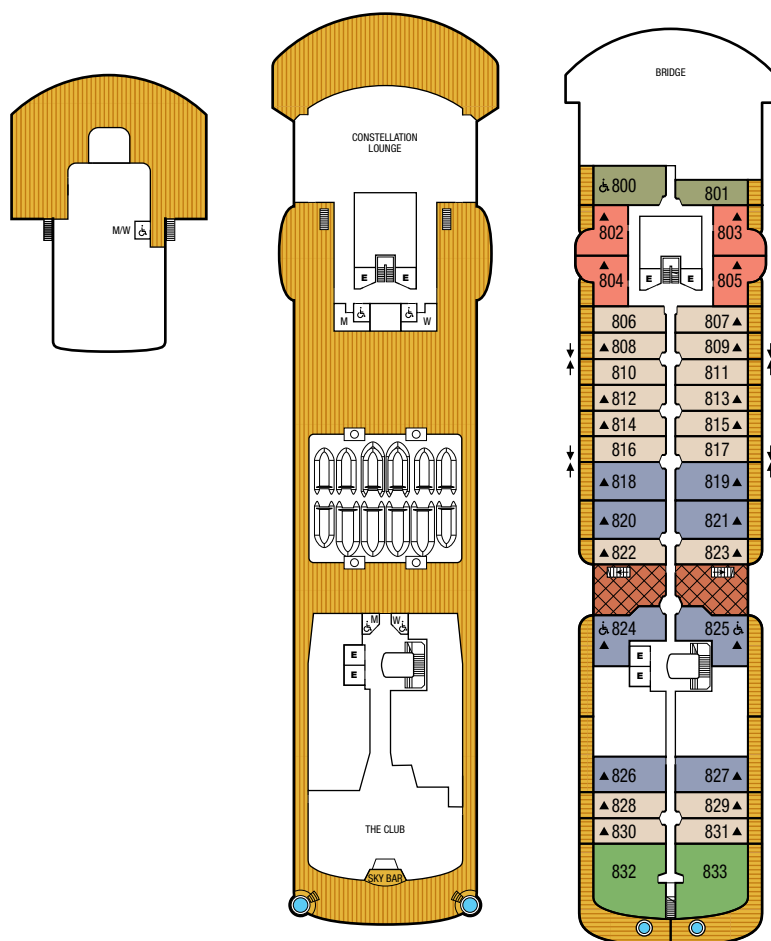 M/W
CONSTELLATION
LOUNGE
E E
M W
M W
E
E
THE CLUB
SKY BAR
BRIDGE
800 801
802 803
E E
804 805
806 807
808 809
810 811
812 813
814 815
816 817
818 819
820 821
822 823
824 825
E
E
826 827
828 829
830 831
832 833